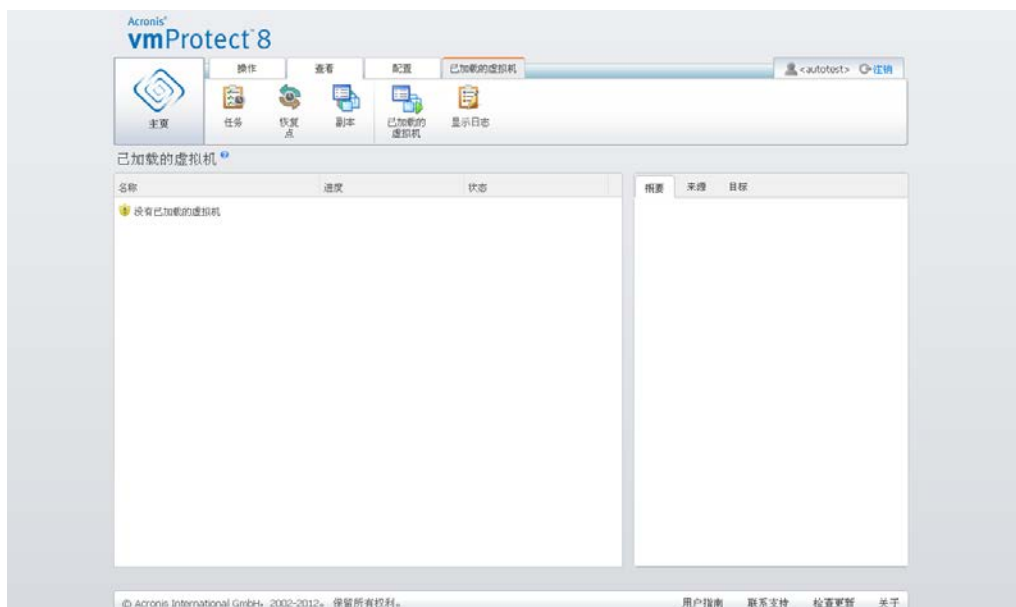 Acronis®
vmProtect™8
操作 查看 配置 已加载的虚拟机 <autotest> 注销
主页 任务 恢复点 副本 已加载的虚拟机 显示日志
已加载的虚拟机
名称 进度 状态 概要 来源 目标
没有已加载的虚拟机
© Acronis International GmbH, 2002-2012。 保留所有权利。 用户指南 联系支持 检查更新 关于